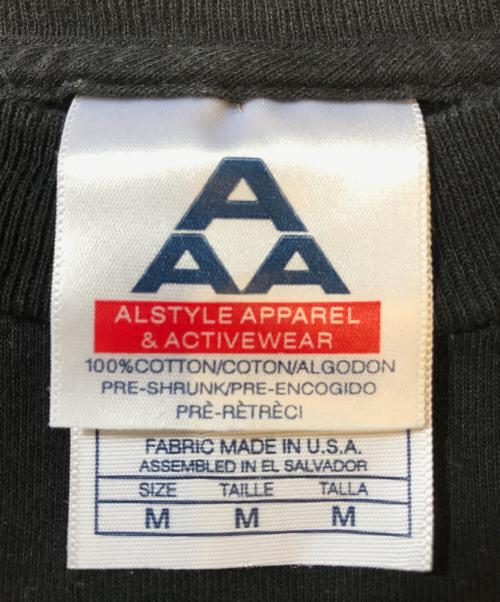 A
AA
ALSTYLE APPAREL
& ACTIVEWEAR
100%COTTON/COTON/ALGODON
PRE-SHRUNK/PRE-ENCOGIDO
PRÈ-RÈTRÈCI
FABRIC MADE IN U.S.A.
ASSEMBLED IN EL SALVADOR
SIZE TAILLE TALLA
M M M